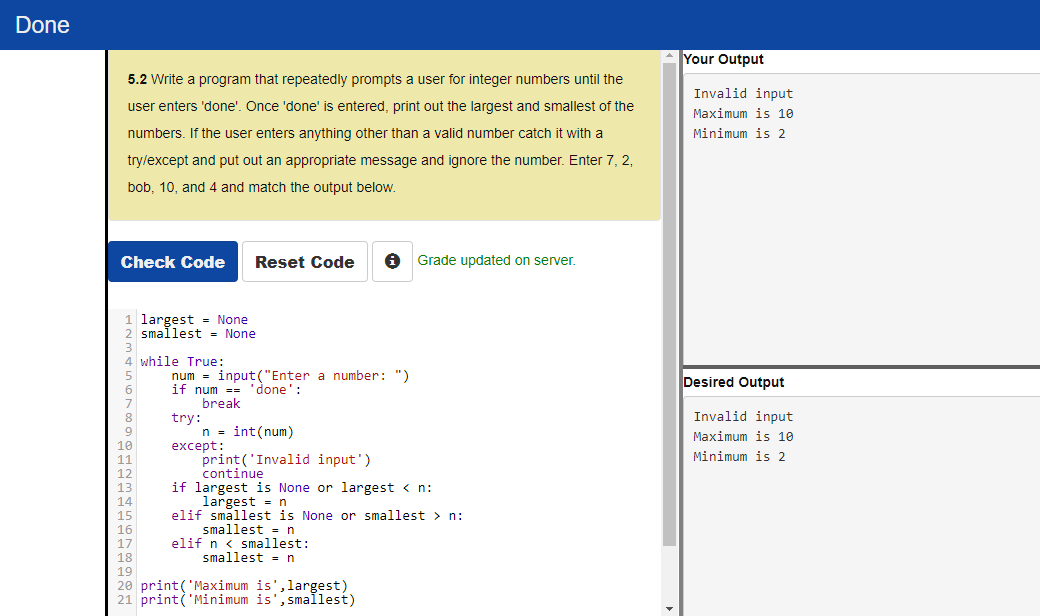 Done
5.2 Write a program that repeatedly prompts a user for integer numbers until the
user enters 'done'. Once 'done' is entered, print out the largest and smallest of the
numbers. If the user enters anything other than a valid number catch it with a
try/except and put out an appropriate message and ignore the number. Enter 7, 2,
bob, 10, and 4 and match the output below.
Check Code Reset Code Grade updated on server.
1 largest = None
2 smallest = None
3
4 while True:
5     num = input("Enter a number: ")
6     if num == 'done':
7         break
8     try:
9         n = int(num)
10     except:
11         print('Invalid input')
12         continue
13     if largest is None or largest < n:
14         largest = n
15     elif smallest is None or smallest > n:
16         smallest = n
17     elif n < smallest:
18         smallest = n
19
20 print('Maximum is',largest)
21 print('Minimum is',smallest)
Your Output
Invalid input
Maximum is 10
Minimum is 2
Desired Output
Invalid input
Maximum is 10
Minimum is 2